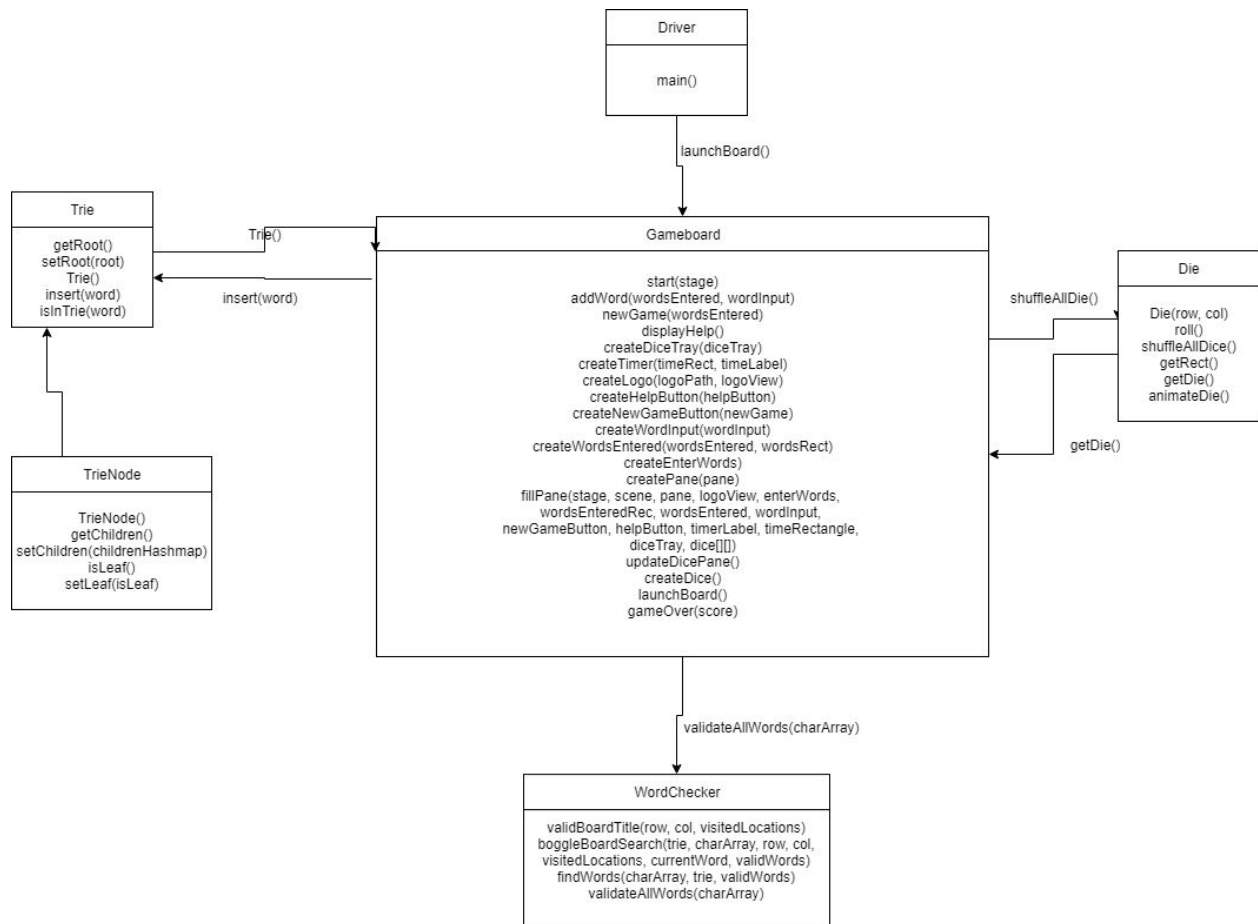 Driver
main()
launchBoard()
Trie
getRoot()
setRoot(root)
Trie()
insert(word)
isInTrie(word)
Trie()
insert(word)
Gameboard
start(stage)
addWord(wordsEntered, wordInput)
newGame(wordsEntered)
displayHelp()
createDiceTray(diceTray)
createTimer(timeRect, timeLabel)
createLogo(logoPath, logoView)
createHelpButton(helpButton)
createNewGameButton(newGame)
createWordInput(wordInput)
createWordsEntered(wordsEntered, wordsRect)
createEnterWords)
createPane(pane)
fillPane(stage, scene, pane, logoView, enterWords,
wordsEnteredRec, wordsEntered, wordInput,
newGameButton, helpButton, timerLabel, timeRectangle,
diceTray, dice[][])
updateDicePane()
createDice()
launchBoard()
gameOver(score)
shuffleAllDie()
getDie()
Die
Die(row, col)
roll()
shuffleAllDice()
getRect()
getDie()
animateDie()
TrieNode
TrieNode()
getChildren()
setChildren(childrenHashmap)
isLeaf()
setLeaf(isLeaf)
validateAllWords(charArray)
WordChecker
validBoardTitle(row, col, visitedLocations)
boggleBoardSearch(trie, charArray, row, col,
visitedLocations, currentWord, validWords)
findWords(charArray, trie, validWords)
validateAllWords(charArray)